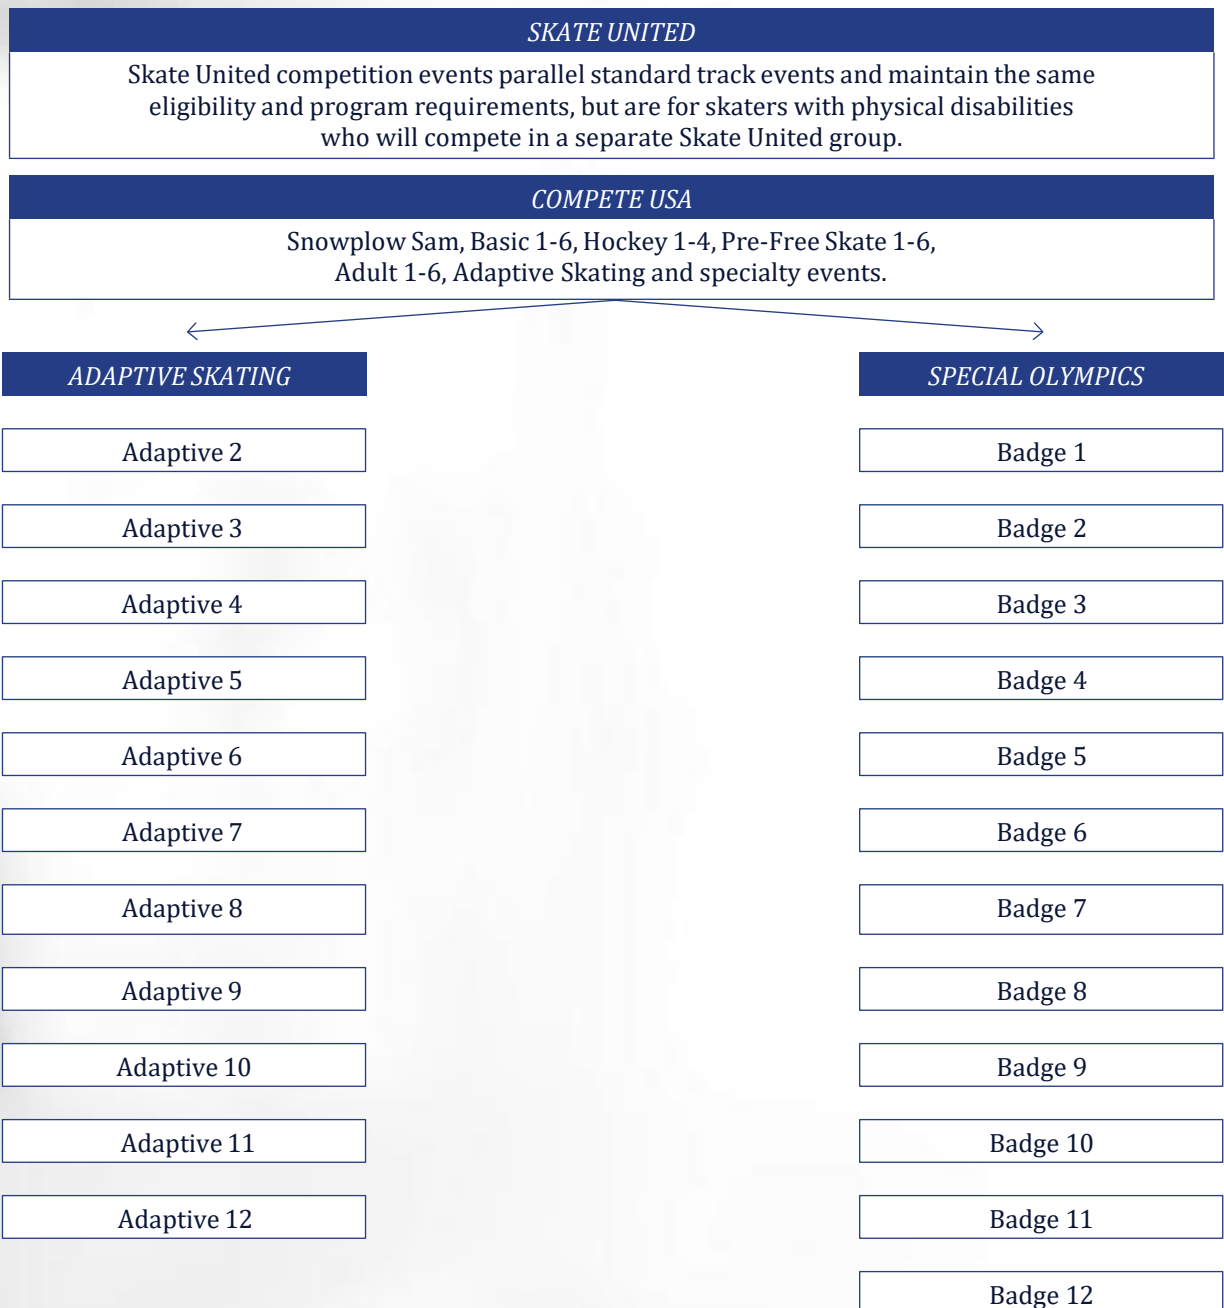 SKATE UNITED
Skate United competition events parallel standard track events and maintain the same
eligibility and program requirements, but are for skaters with physical disabilities
who will compete in a separate Skate United group.
COMPETE USA
Snowplow Sam, Basic 1-6, Hockey 1-4, Pre-Free Skate 1-6,
Adult 1-6, Adaptive Skating and specialty events.
ADAPTIVE SKATING
Adaptive 2
Adaptive 3
Adaptive 4
Adaptive 5
Adaptive 6
Adaptive 7
Adaptive 8
Adaptive 9
Adaptive 10
Adaptive 11
Adaptive 12
SPECIAL OLYMPICS
Badge 1
Badge 2
Badge 3
Badge 4
Badge 5
Badge 6
Badge 7
Badge 8
Badge 9
Badge 10
Badge 11
Badge 12